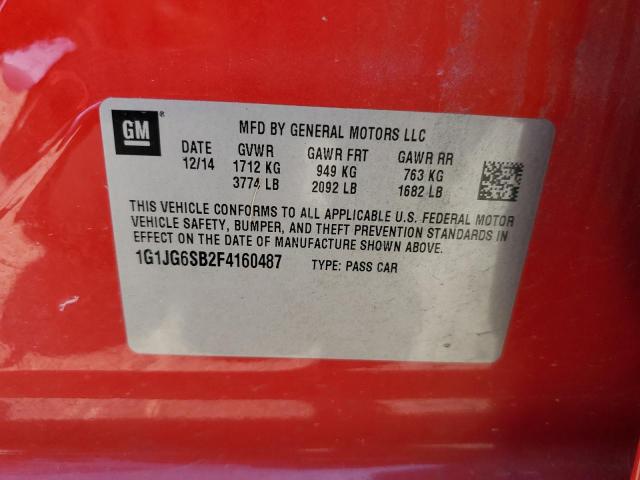 GM ® MFD BY GENERAL MOTORS LLC
DATE GVWR GAWR FRT GAWR RR
12/14 1712 KG 949 KG 763 KG
3774 LB 2092 LB 1682 LB
THIS VEHICLE CONFORMS TO ALL APPLICABLE U.S. FEDERAL MOTOR
VEHICLE SAFETY, BUMPER, AND THEFT PREVENTION STANDARDS IN
EFFECT ON THE DATE OF MANUFACTURE SHOWN ABOVE.
1G1JG6SB2F4160487 TYPE: PASS CAR